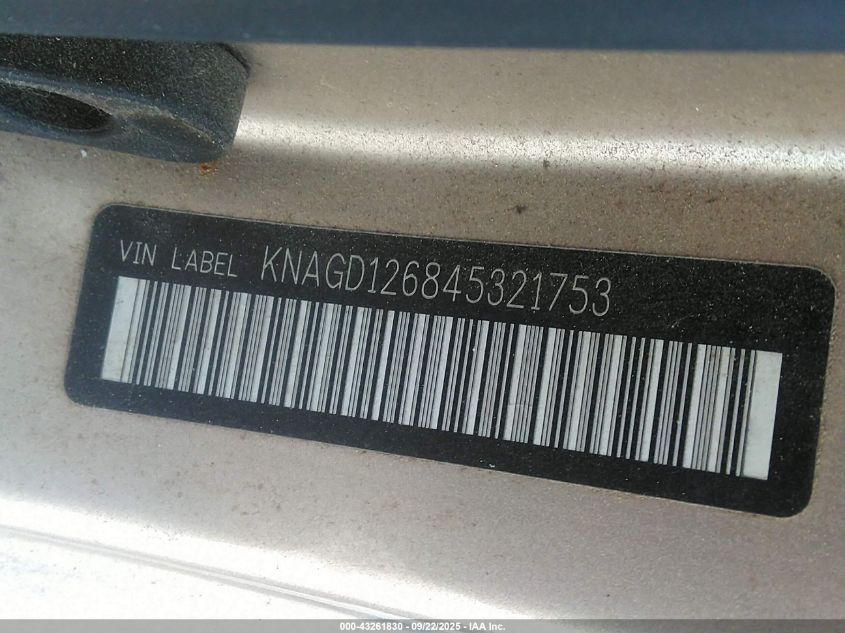 VIN LABEL KNAGD126845321753
000-43261830 - 09/22/2025 - IAA Inc.